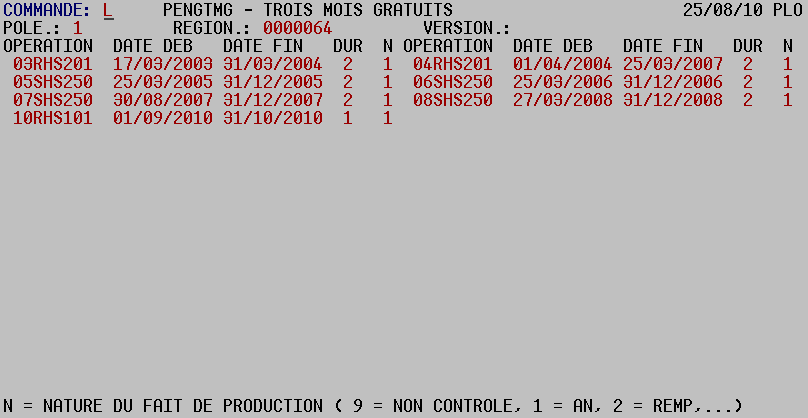 COMMANDE: L PENGTMG - TROIS MOIS GRATUITS 25/08/10 PLO
POLE.: 1 REGION.: 0000064 VERSION.:
OPERATION DATE DEB DATE FIN DUR N OPERATION DATE DEB DATE FIN DUR N
03RHS201 17/03/2003 31/03/2004 2 1 04RHS201 01/04/2004 25/03/2007 2 1
05SHS250 25/03/2005 31/12/2005 2 1 06SHS250 25/03/2006 31/12/2006 2 1
07SHS250 30/08/2007 31/12/2007 2 1 08SHS250 27/03/2008 31/12/2008 2 1
10RHS101 01/09/2010 31/10/2010 1 1
N = NATURE DU FAIT DE PRODUCTION ( 9 = NON CONTROLE, 1 = AN, 2 = REMP,...)